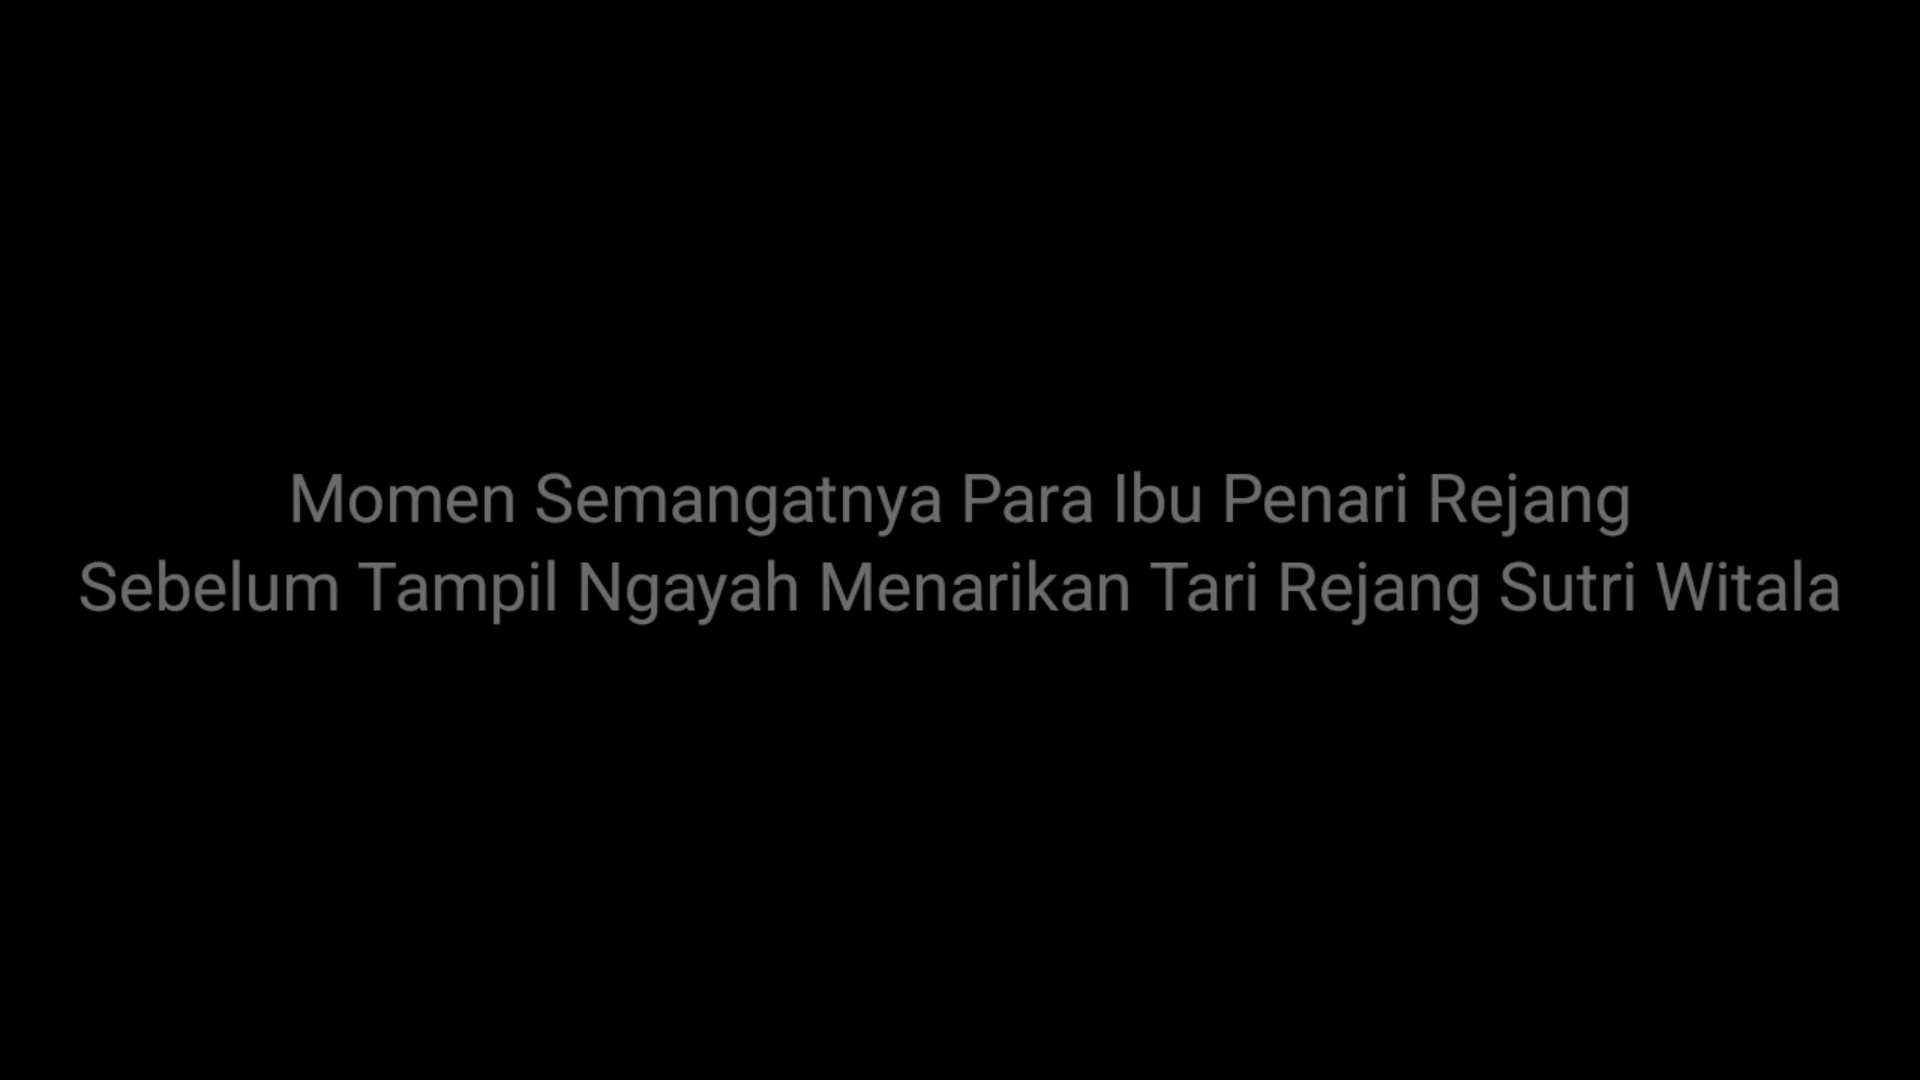 Momen Semangatnya Para Ibu Penari Rejang
Sebelum Tampil Ngayah Menarikan Tari Rejang Sutri Witala